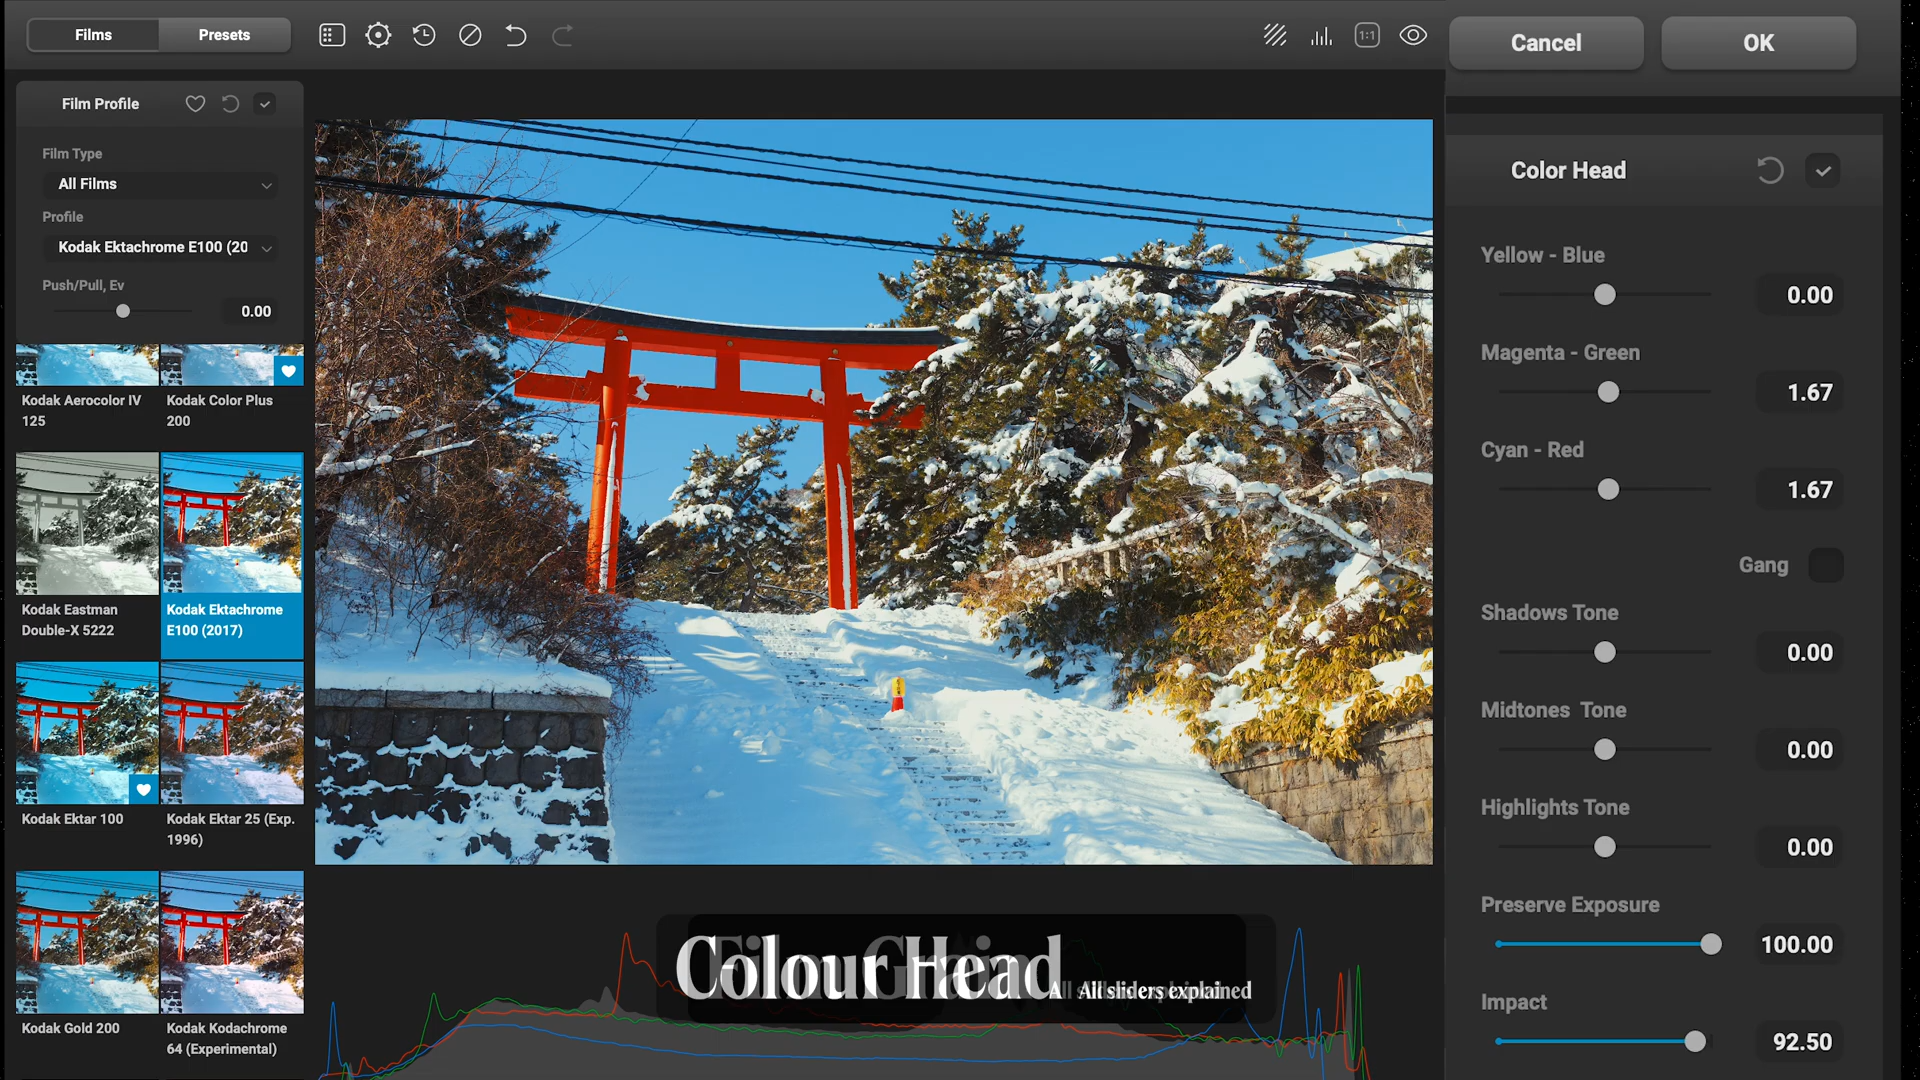 Films
Presets
1:1
Cancel
OK
Film Profile
Film Type
All Films
Profile
Kodak Ektachrome E100 (20
Push/Pull, Ev
0.00
Kodak Aerocolor IV
125
Kodak Color Plus
200
Kodak Eastman
Double-X 5222
Kodak Ektachrome
E100 (2017)
Kodak Ektar 100
Kodak Ektar 25 (Exp.
1996)
Kodak Gold 200
Kodak Kodachrome
64 (Experimental)
Colour Head
All sliders explained
Color Head
Yellow - Blue
0.00
Magenta - Green
1.67
Cyan - Red
1.67
Gang
Shadows Tone
0.00
Midtones Tone
0.00
Highlights Tone
0.00
Preserve Exposure
100.00
Impact
92.50